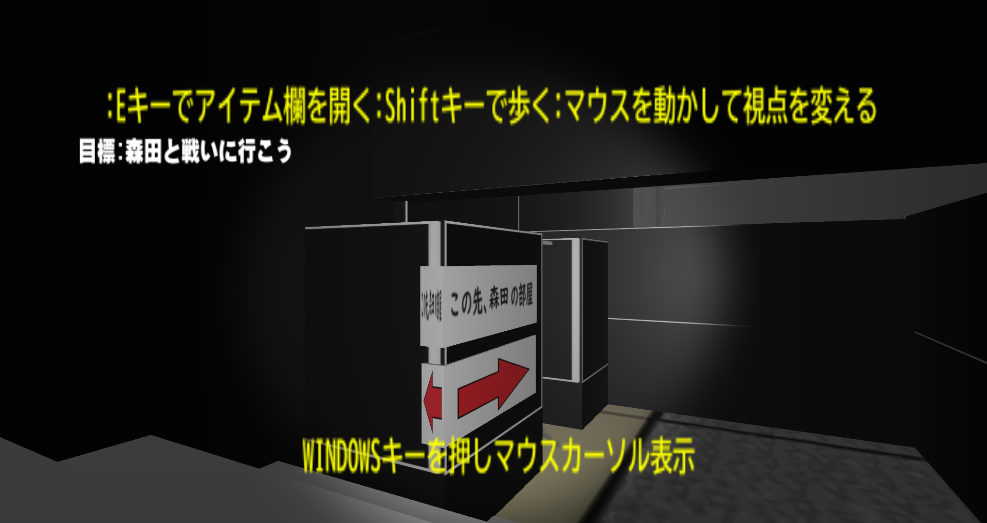 :Eキーでアイテム欄を開く:Shiftキーで歩く:マウスを動かして視点を変える
目標:森田と戦いに行こう
この先、森田の部屋
WINDOWSキーを押しマウスカーソル表示